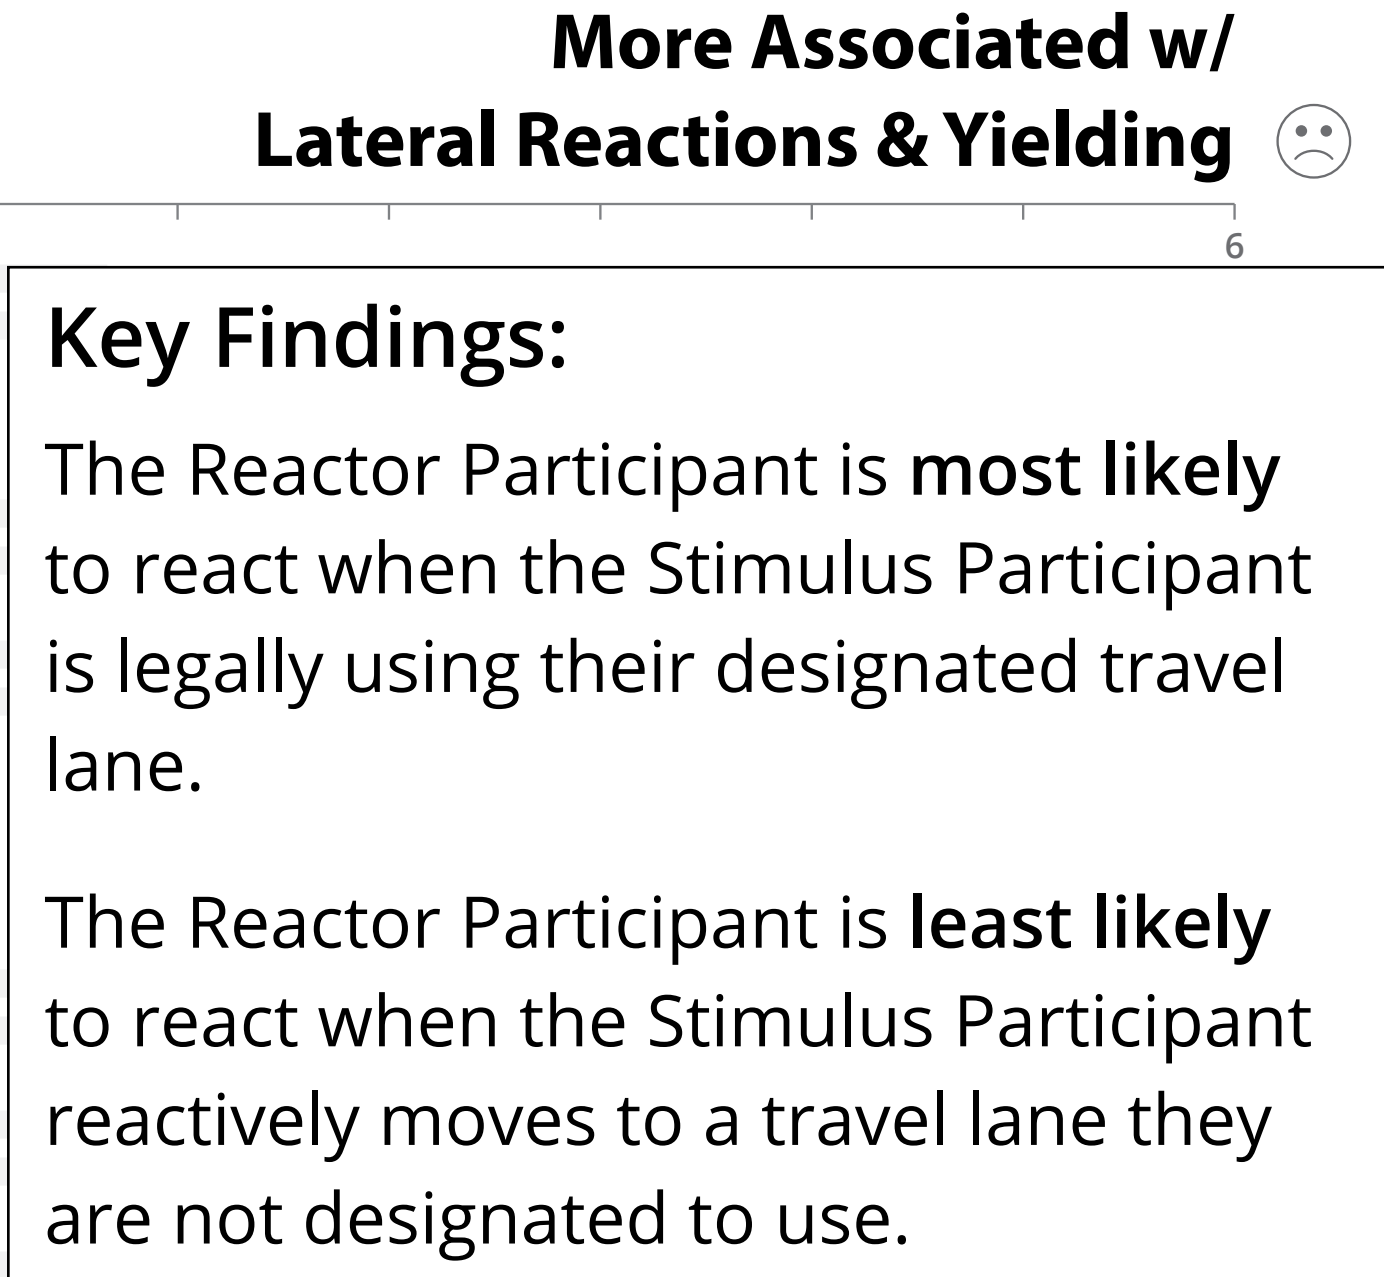 More Associated w/
Lateral Reactions & Yielding
6
Key Findings:
The Reactor Participant is most likely
to react when the Stimulus Participant
is legally using their designated travel
lane.
The Reactor Participant is least likely
to react when the Stimulus Participant
reactively moves to a travel lane they
are not designated to use.